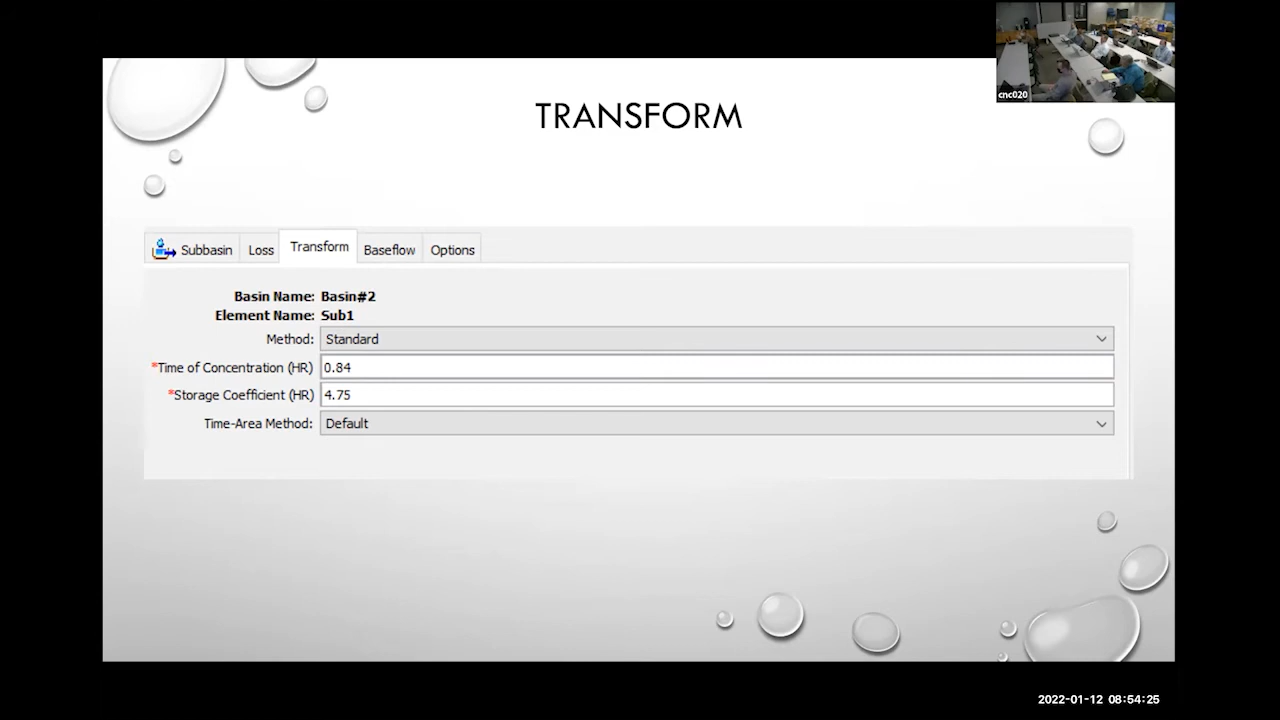 cnc020
TRANSFORM
Subbasin Loss Transform Baseflow Options
Basin Name: Basin#2
Element Name: Sub1
Method: Standard
*Time of Concentration (HR) 0.84
*Storage Coefficient (HR) 4.75
Time-Area Method: Default
2022-01-12 08:54:25